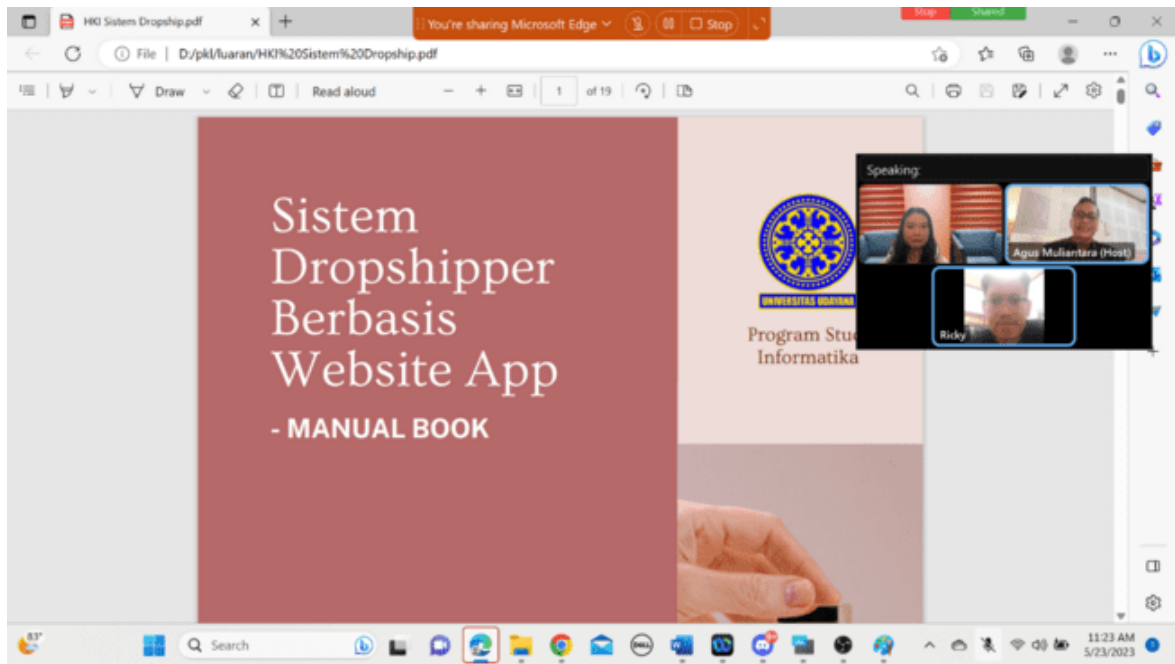 HKI Sistem Dropship.pdf
You're sharing Microsoft Edge
Stop
Stop
Shared
File | D:/pkl/luaran/HKI%20Sistem%20Dropship.pdf
Draw
Read aloud
1 of 19
Sistem
Dropshipper
Berbasis
Website App
- MANUAL BOOK
UNIVERSITAS UDAYANA
Program Stu
Informatika
Speaking:
Agus Muliantara (Host)
Ricky
83°
Search
DELL
11:23 AM
5/23/2023